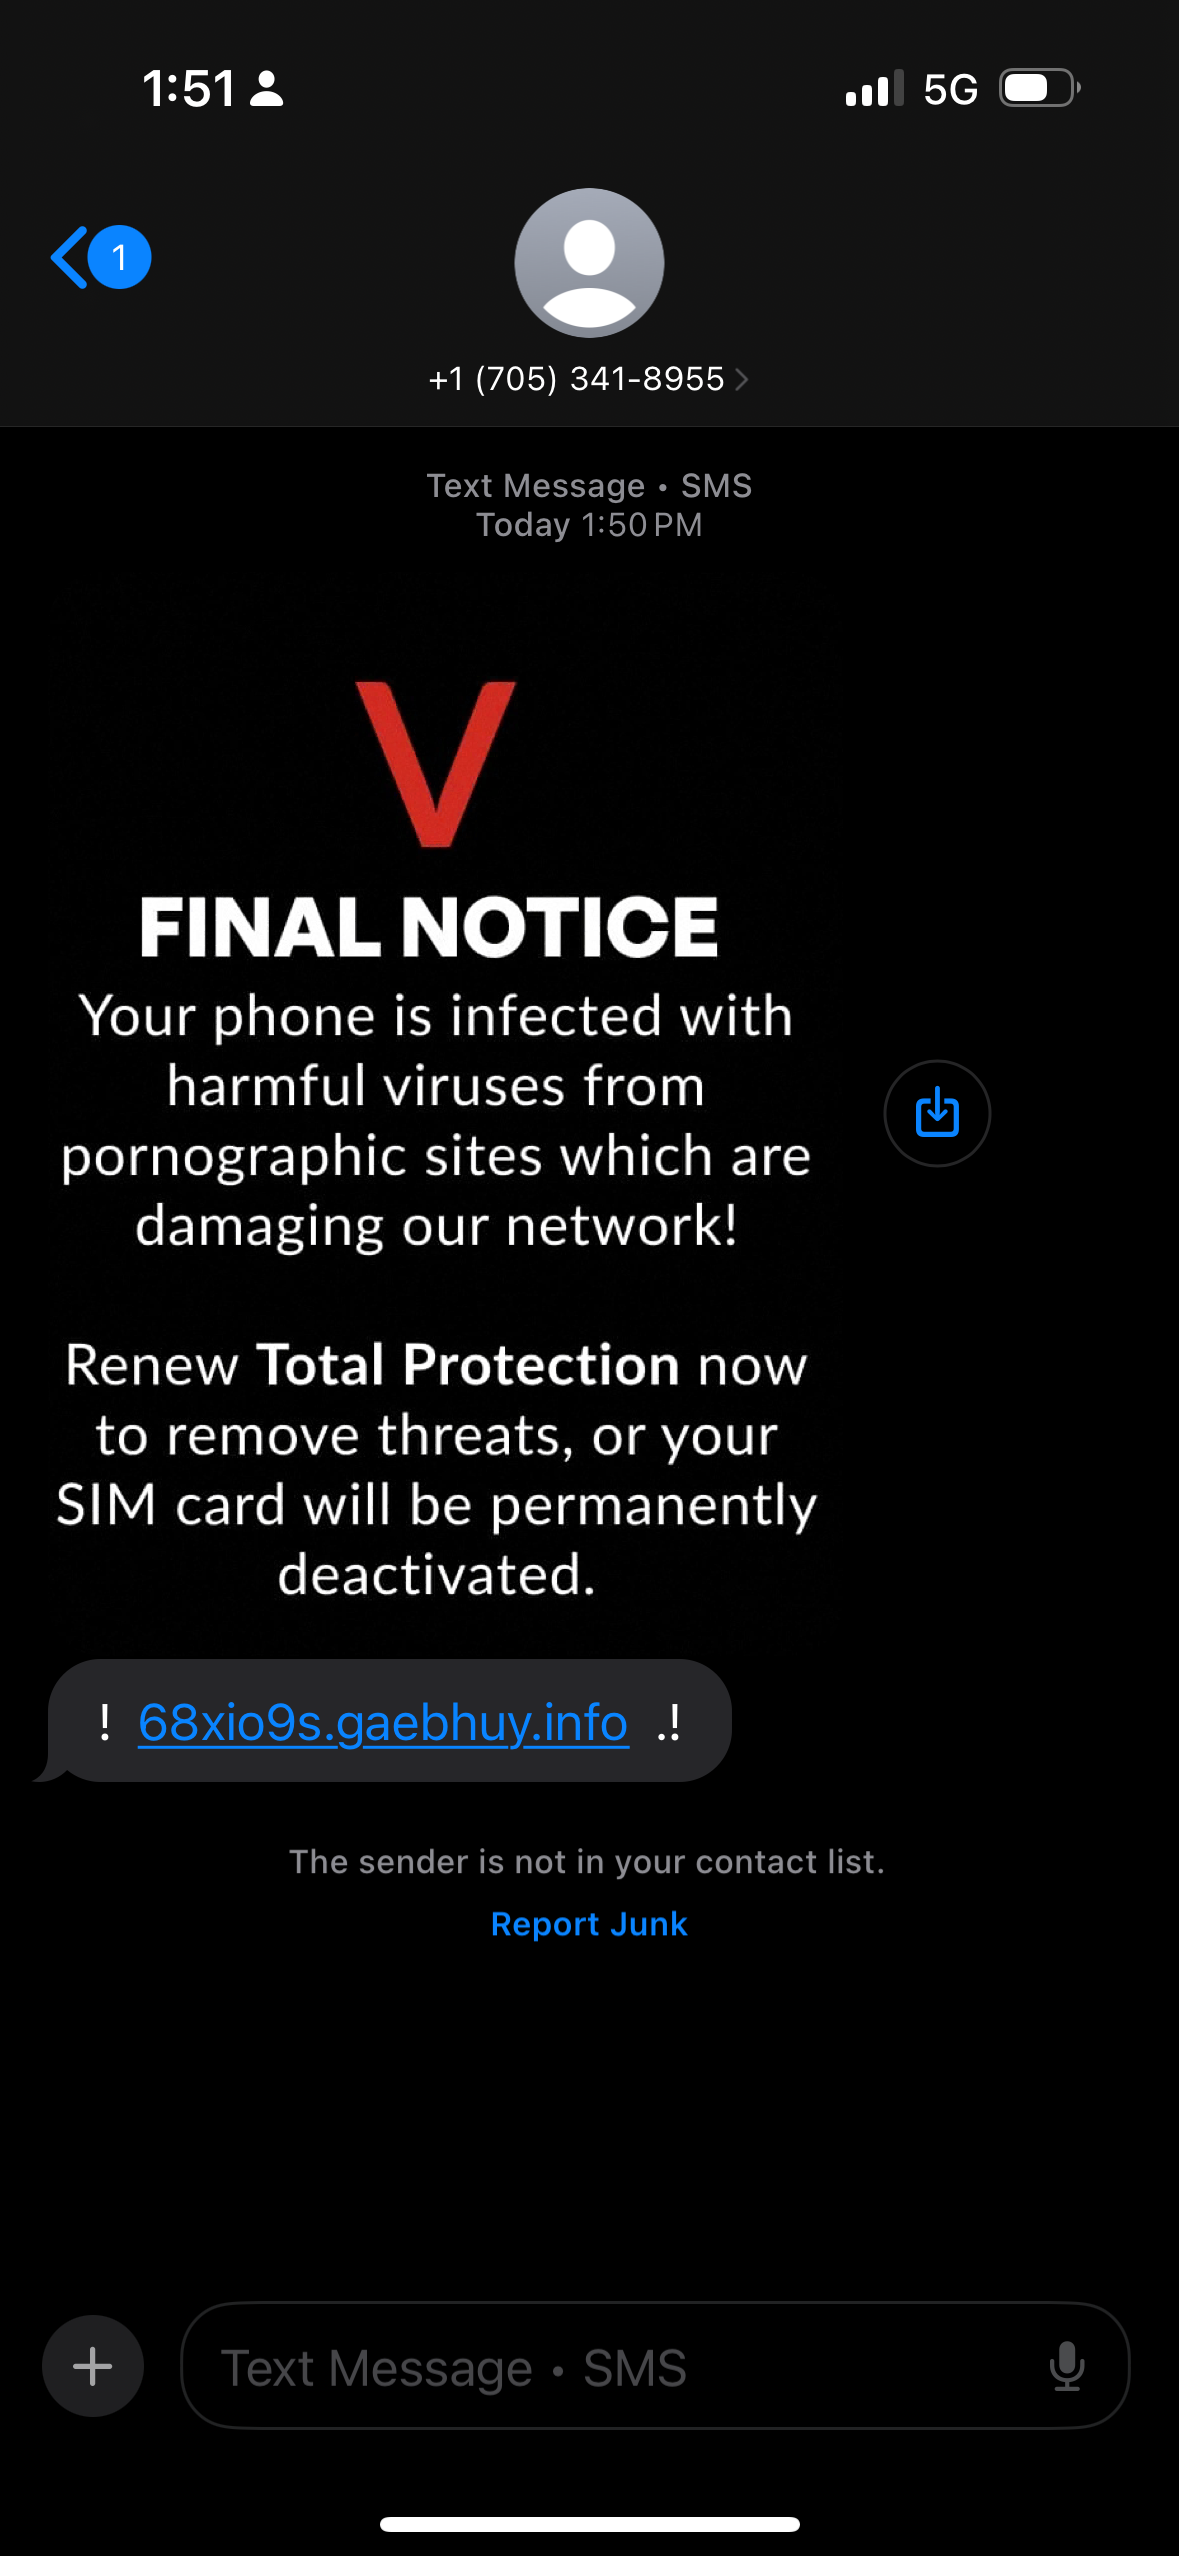 1:51
5G
1
+1 (705) 341-8955
Text Message • SMS
Today 1:50 PM
V
FINAL NOTICE
Your phone is infected with
harmful viruses from
pornographic sites which are
damaging our network!
Renew Total Protection now
to remove threats, or your
SIM card will be permanently
deactivated.
! 68xio9s.gaebhuy.info .!
The sender is not in your contact list.
Report Junk
Text Message • SMS